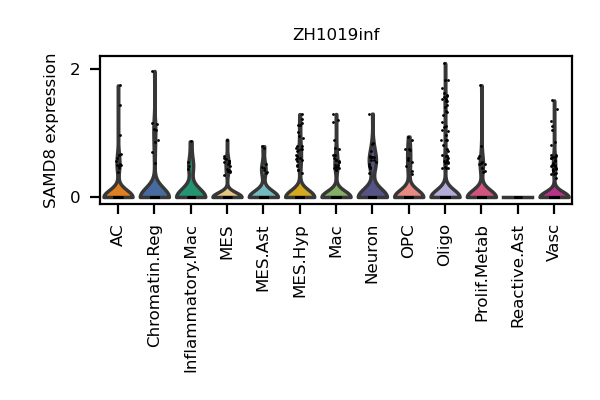 ZH1019inf
SAMD8 expression
2
0
AC
Chromatin.Reg
Inflammatory.Mac
MES
MES.Ast
MES.Hyp
Mac
Neuron
OPC
Oligo
Prolif.Metab
Reactive.Ast
Vasc